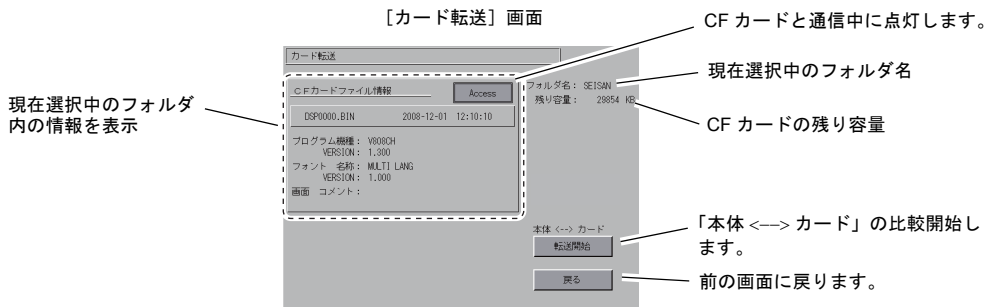 ［カード転送］画面
CF カードと通信中に点灯します。
カード転送
現在選択中のフォルダ名
フォルダ名： SEISAN
ＣＦカードファイル情報
Access
残り容量： 29854 KB
現在選択中のフォルダ
内の情報を表示
DSP0000.BIN 2008-12-01 12:10:10
CF カードの残り容量
プログラム機種： V808CH
VERSION： 1.300
フォント 名称： MULTI LANG
VERSION： 1.000
画面 コメント：
本体 <--> カード
転送開始
「本体 <––> カード」の比較開始し
ます。
戻る
前の画面に戻ります。